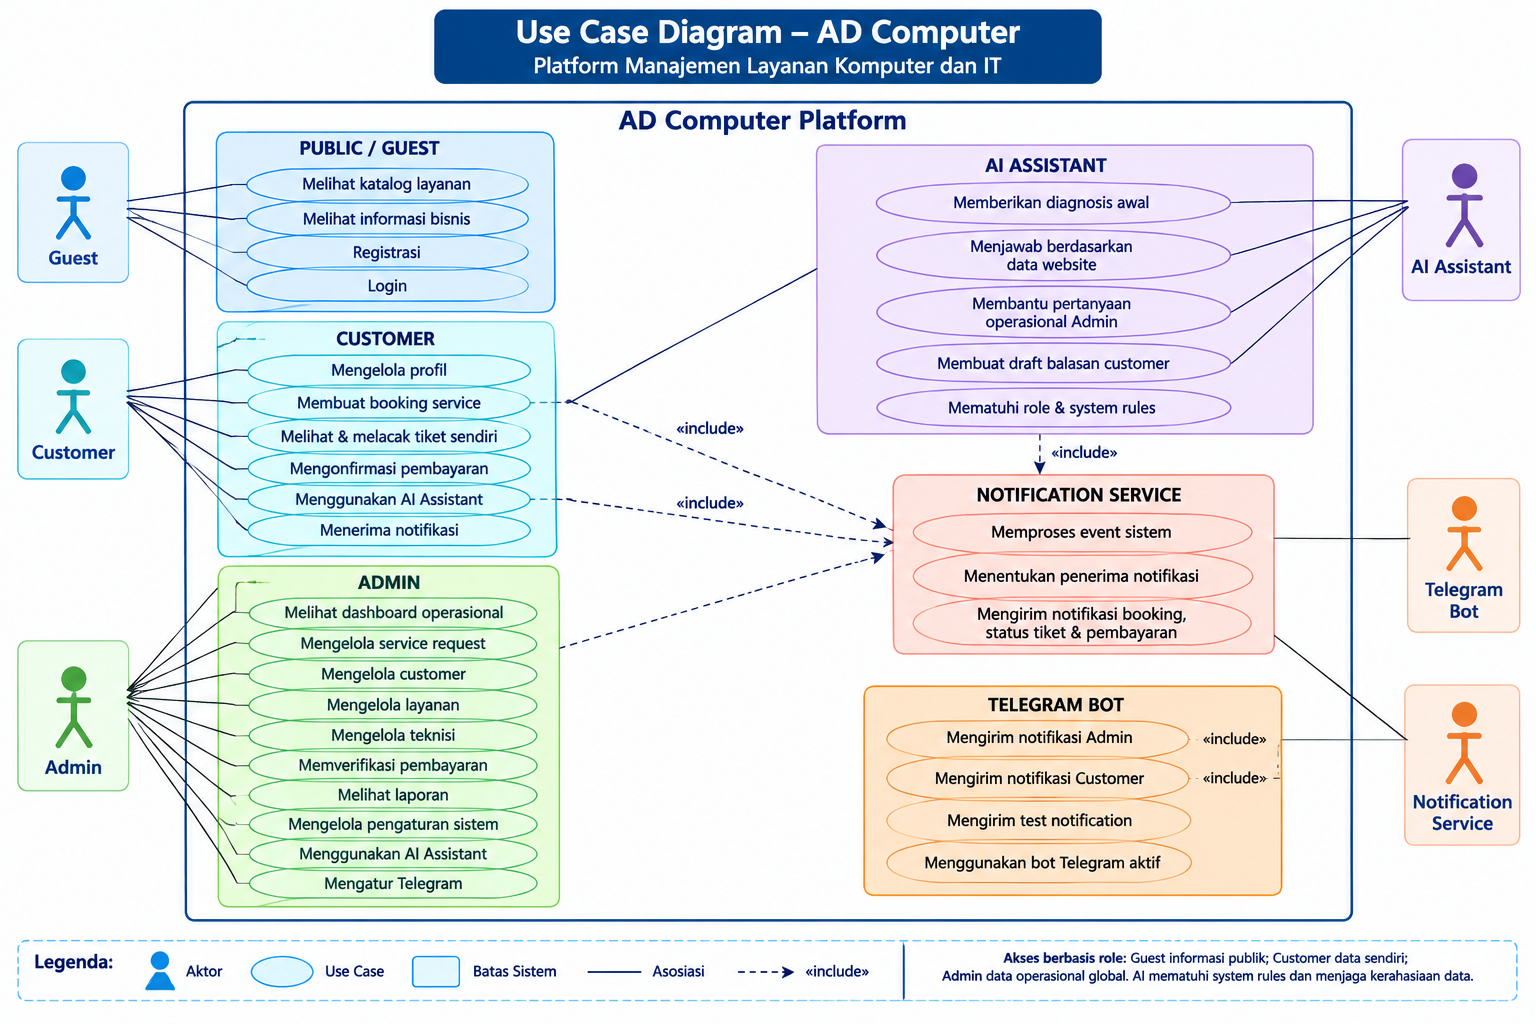 Use Case Diagram – AD Computer
Platform Manajemen Layanan Komputer dan IT
AD Computer Platform
Guest
PUBLIC / GUEST
Melihat katalog layanan
Melihat informasi bisnis
Registrasi
Login
Customer
CUSTOMER
Mengelola profil
Membuat booking service
Melihat & melacak tiket sendiri
Mengonfirmasi pembayaran
Menggunakan AI Assistant
Menerima notifikasi
Admin
ADMIN
Melihat dashboard operasional
Mengelola service request
Mengelola customer
Mengelola layanan
Mengelola teknisi
Memverifikasi pembayaran
Melihat laporan
Mengelola pengaturan sistem
Menggunakan AI Assistant
Mengatur Telegram
«include»
«include»
AI ASSISTANT
Memberikan diagnosis awal
Menjawab berdasarkan
data website
Membantu pertanyaan
operasional Admin
Membuat draft balasan customer
Mematuhi role & system rules
AI Assistant
«include»
NOTIFICATION SERVICE
Memproses event sistem
Menentukan penerima notifikasi
Mengirim notifikasi booking,
status tiket & pembayaran
Telegram
Bot
TELEGRAM BOT
Mengirim notifikasi Admin
«include»
Mengirim notifikasi Customer
«include»
Mengirim test notification
Menggunakan bot Telegram aktif
Notification
Service
Legenda:
Aktor
Use Case
Batas Sistem
Asosiasi
«include»
Akses berbasis role: Guest informasi publik; Customer data sendiri;
Admin data operasional global. AI mematuhi system rules dan menjaga kerahasiaan data.